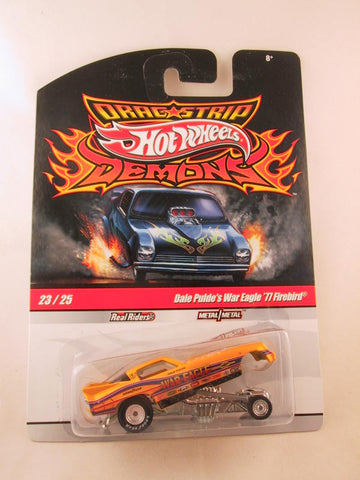 8+
DRAG STRIP
Hot Wheels
DEMONS
23 / 25
Dale Pulde's War Eagle '77 Firebird®
Real Riders®
METAL/METAL™
WAR EAGLE